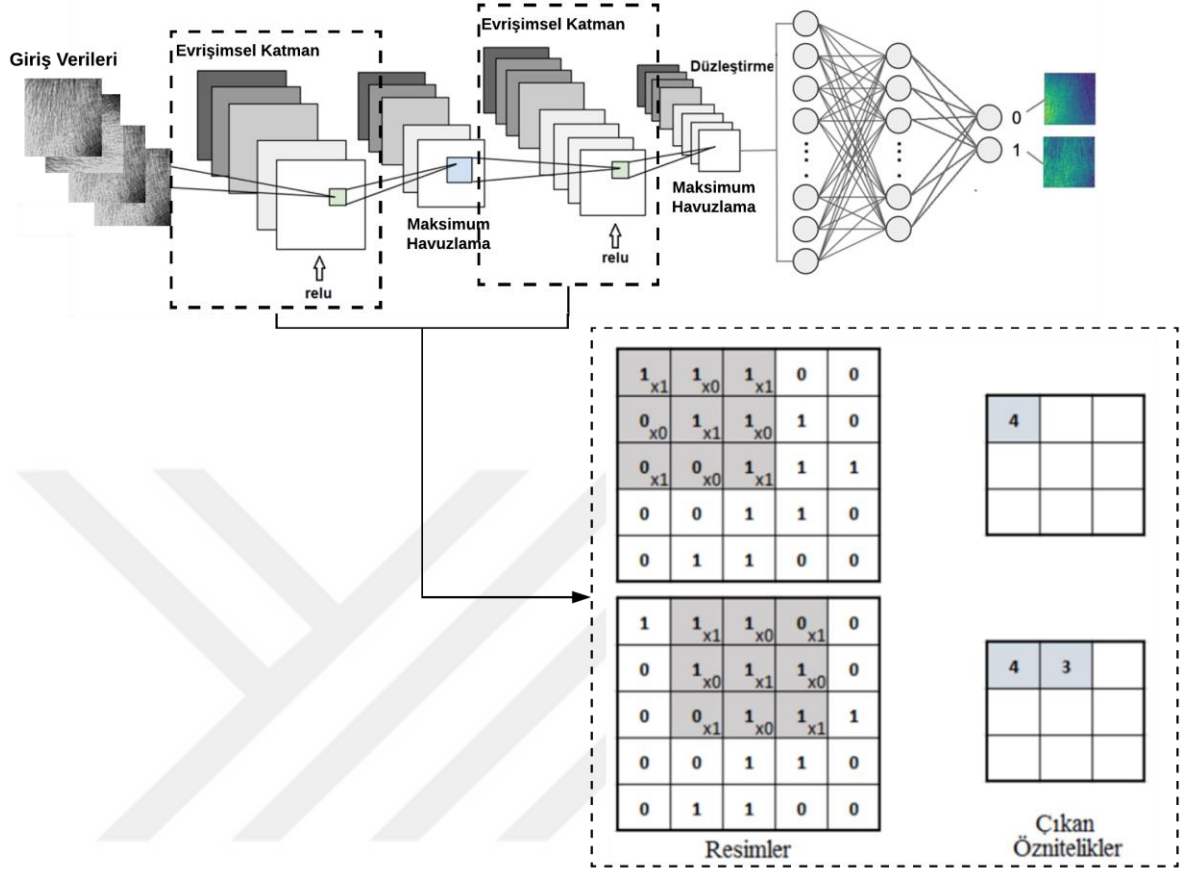 Giriş Verileri
Evrişimsel Katman
relu
Maksimum
Havuzlama
Evrişimsel Katman
relu
Düzleştirme
Maksimum
Havuzlama
0
1
1x1 1x0 1x1 0 0
0x0 1x1 1x0 1 0
0x1 0x0 1x1 1 1
0 0 1 1 0
0 1 1 0 0
4
1 1x1 1x0 0x1 0
0 1x0 1x1 1x0 0
0 0x1 1x0 1x1 1
0 0 1 1 0
0 1 1 0 0
4 3
Resimler
Çıkan
Öznitelikler